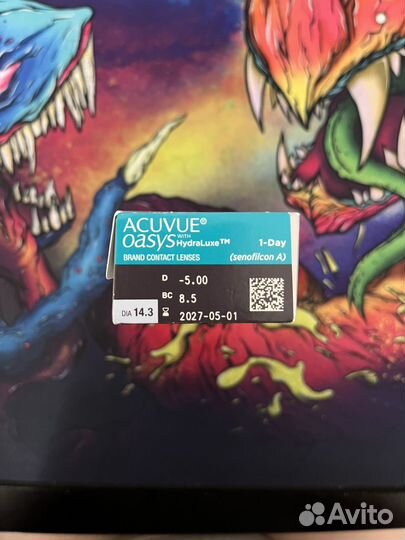 ACUVUE®
oasys WITH HydraLuxe™ 1-Day
BRAND CONTACT LENSES (senofilcon A)
D -5.00
BC 8.5
DIA 14.3 2027-05-01
Avito